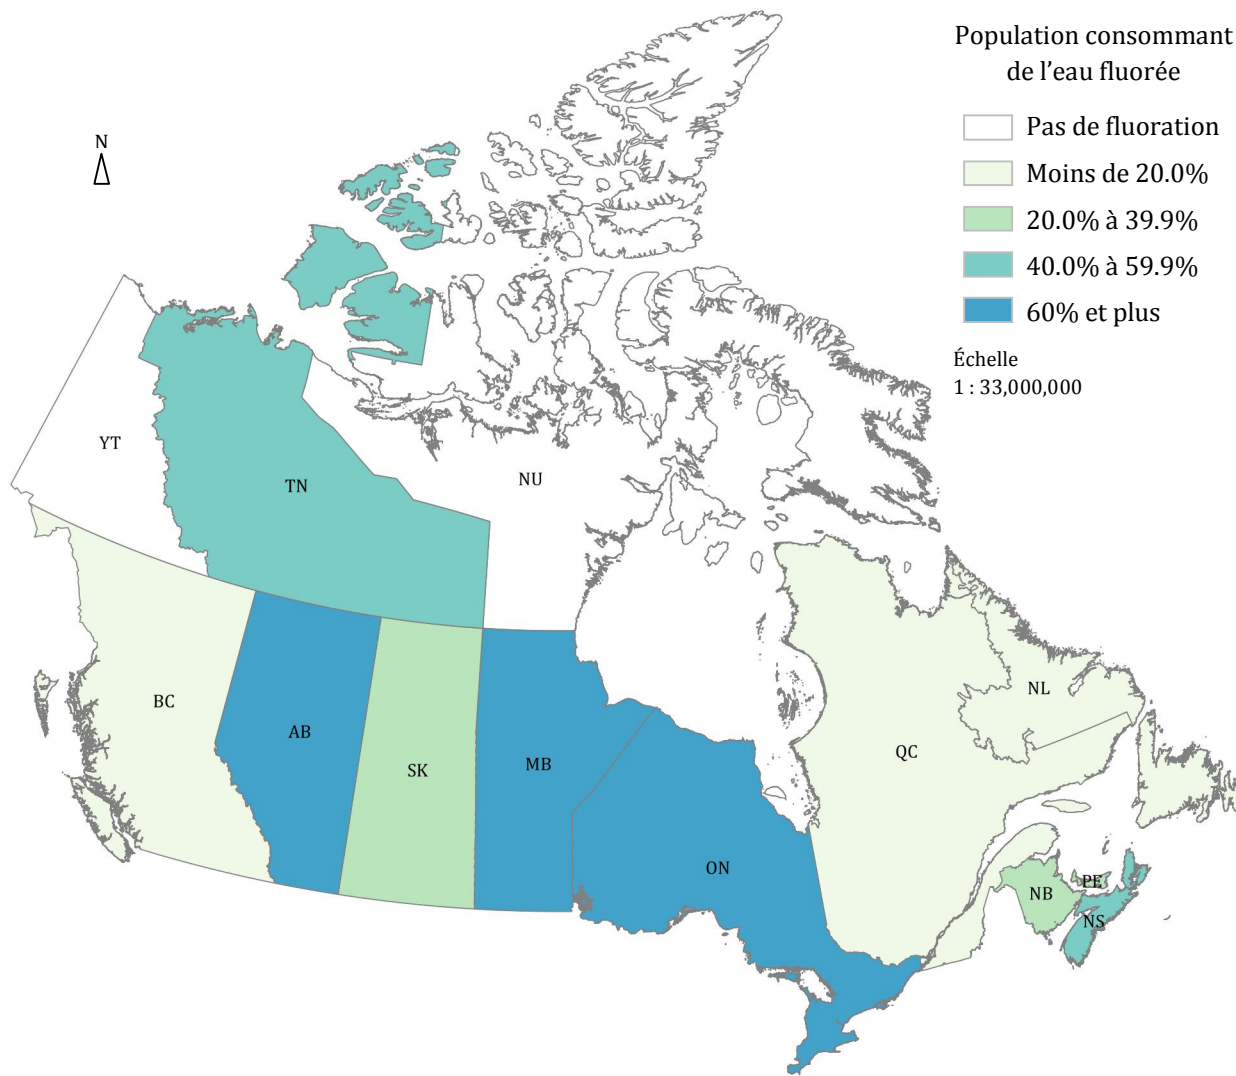 Population consommant
de l’eau fluorée
Pas de fluoration
Moins de 20.0%
20.0% à 39.9%
40.0% à 59.9%
60% et plus
Échelle
1 : 33,000,000
N
YT
TN
NU
BC
AB
SK
MB
ON
QC
NL
NB
PE
NS